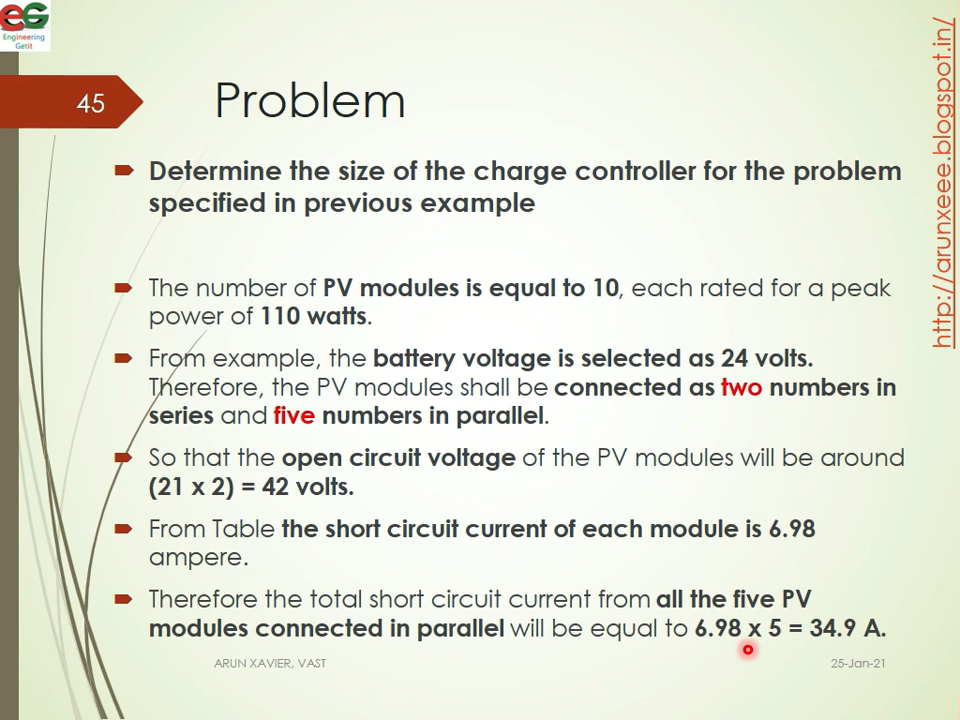 eG
Engineering
Getit
45
Problem
http://arunxeee.blogspot.in/
Determine the size of the charge controller for the problem
specified in previous example
The number of PV modules is equal to 10, each rated for a peak
power of 110 watts.
From example, the battery voltage is selected as 24 volts.
Therefore, the PV modules shall be connected as two numbers in
series and five numbers in parallel.
So that the open circuit voltage of the PV modules will be around
(21 x 2) = 42 volts.
From Table the short circuit current of each module is 6.98
ampere.
Therefore the total short circuit current from all the five PV
modules connected in parallel will be equal to 6.98 x 5 = 34.9 A.
ARUN XAVIER, VAST
25-Jan-21